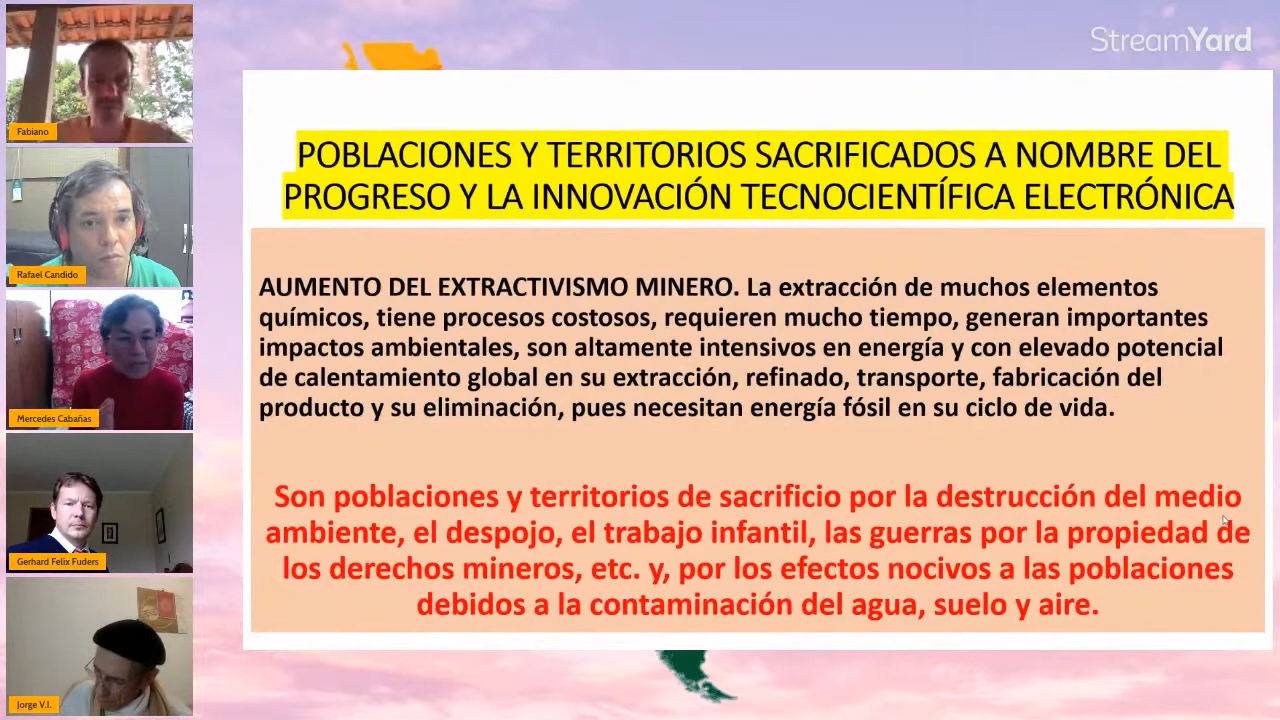 StreamYard
POBLACIONES Y TERRITORIOS SACRIFICADOS A NOMBRE DEL
PROGRESO Y LA INNOVACIÓN TECNOCIENTÍFICA ELECTRÓNICA
AUMENTO DEL EXTRACTIVISMO MINERO. La extracción de muchos elementos
químicos, tiene procesos costosos, requieren mucho tiempo, generan importantes
impactos ambientales, son altamente intensivos en energía y con elevado potencial
de calentamiento global en su extracción, refinado, transporte, fabricación del
producto y su eliminación, pues necesitan energía fósil en su ciclo de vida.
Son poblaciones y territorios de sacrificio por la destrucción del medio
ambiente, el despojo, el trabajo infantil, las guerras por la propiedad de
los derechos mineros, etc. y, por los efectos nocivos a las poblaciones
debidos a la contaminación del agua, suelo y aire.
Fabiano
Rafael Candido
Mercedes Cabañas
Gerhard Felix Fuders
Jorge V.I.